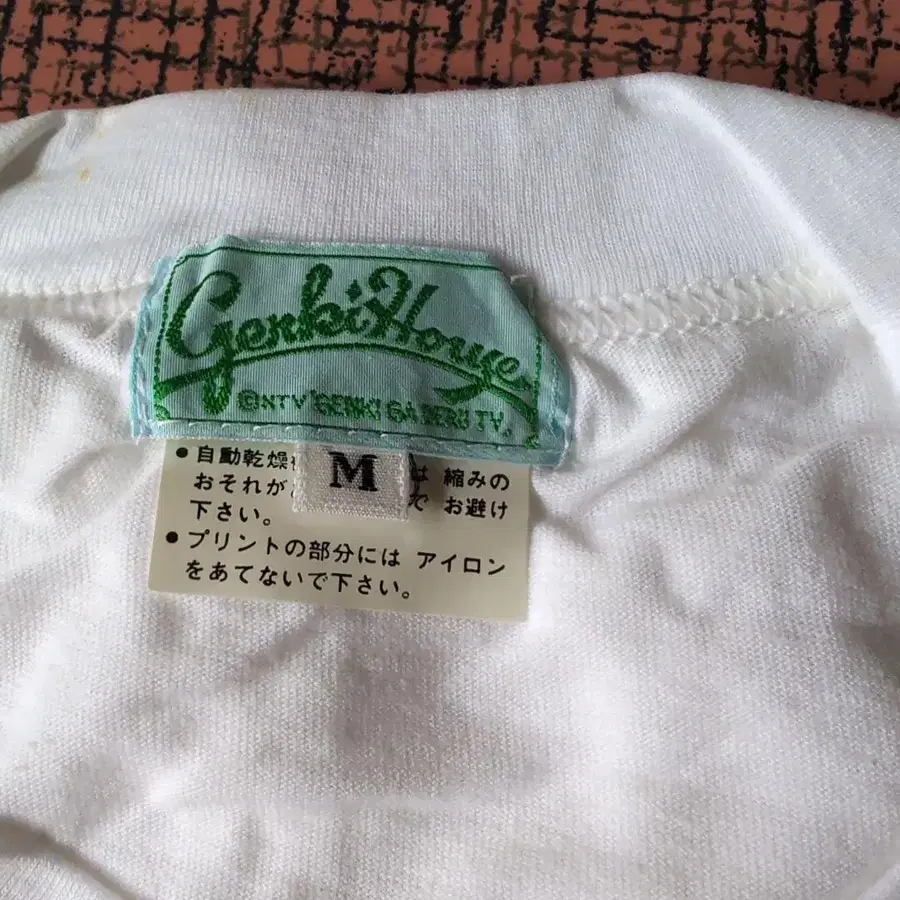 GenkiHouse
©NTV "GENKI GA DERU TV.
M
• 自動乾燥 は 縮みの
おそれが で お避け
下さい。
• プリントの部分には アイロン
をあてないで下さい。